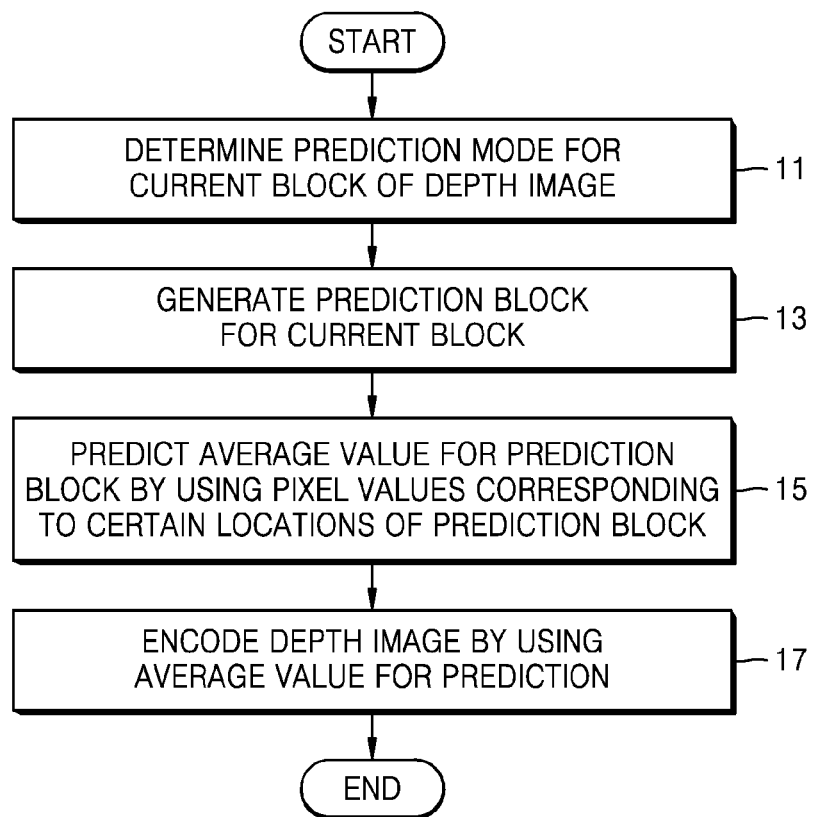 START
DETERMINE PREDICTION MODE FOR
CURRENT BLOCK OF DEPTH IMAGE
11
GENERATE PREDICTION BLOCK
FOR CURRENT BLOCK
13
PREDICT AVERAGE VALUE FOR PREDICTION
BLOCK BY USING PIXEL VALUES CORRESPONDING
TO CERTAIN LOCATIONS OF PREDICTION BLOCK
15
ENCODE DEPTH IMAGE BY USING
AVERAGE VALUE FOR PREDICTION
17
END